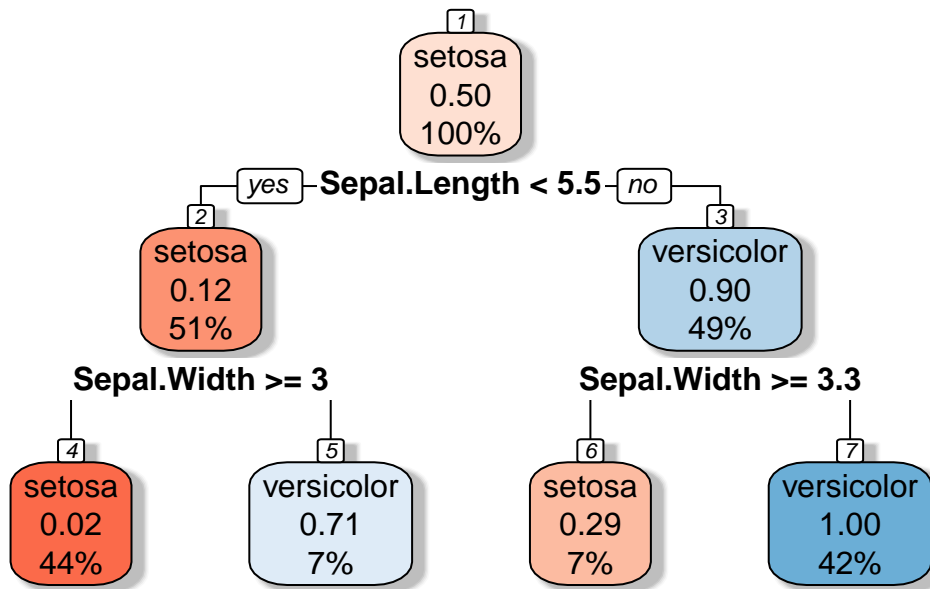 1
setosa
0.50
100%
yes Sepal.Length < 5.5 no
2
setosa
0.12
51%
3
versicolor
0.90
49%
Sepal.Width >= 3
Sepal.Width >= 3.3
4
setosa
0.02
44%
5
versicolor
0.71
7%
6
setosa
0.29
7%
7
versicolor
1.00
42%